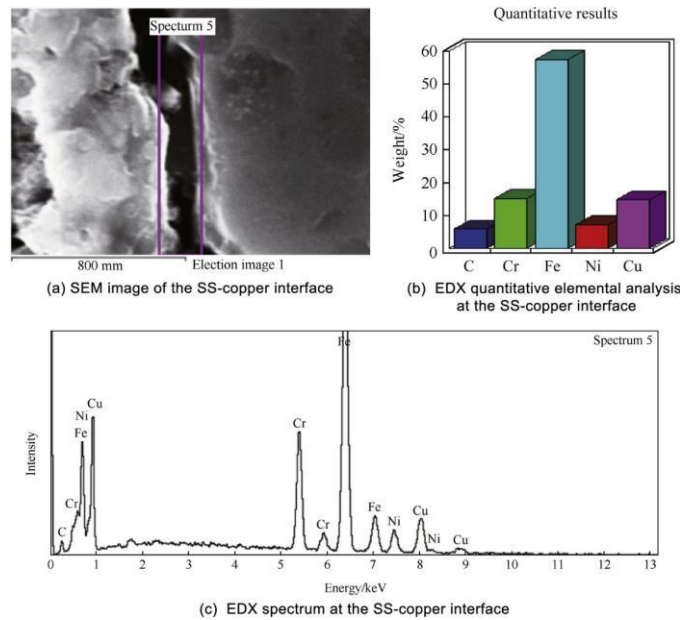 Specturm 5
800 mm
Election image 1
(a) SEM image of the SS-copper interface
Quantitative results
Weight/%
60
50
40
30
20
10
0
C Cr Fe Ni Cu
(b) EDX quantitative elemental analysis
at the SS-copper interface
Spectrum 5
Intensity
C
Cr
Ni
Fe
Cu
Cr
Cr
Fe
Fe
Ni
Cu
Ni
Cu
0 1 2 3 4 5 6 7 8 9 10 11 12 13
Energy/keV
(c) EDX spectrum at the SS-copper interface